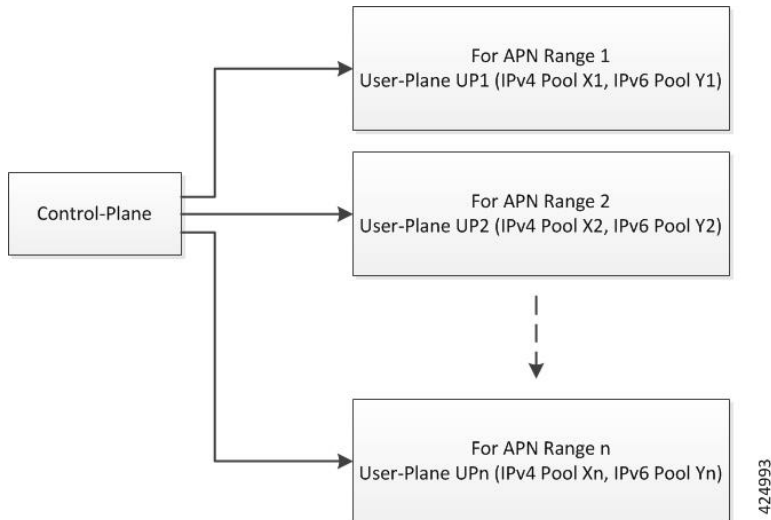 For APN Range 1
User-Plane UP1 (IPv4 Pool X1, IPv6 Pool Y1)
Control-Plane
For APN Range 2
User-Plane UP2 (IPv4 Pool X2, IPv6 Pool Y2)
For APN Range n
User-Plane UPn (IPv4 Pool Xn, IPv6 Pool Yn)
424993